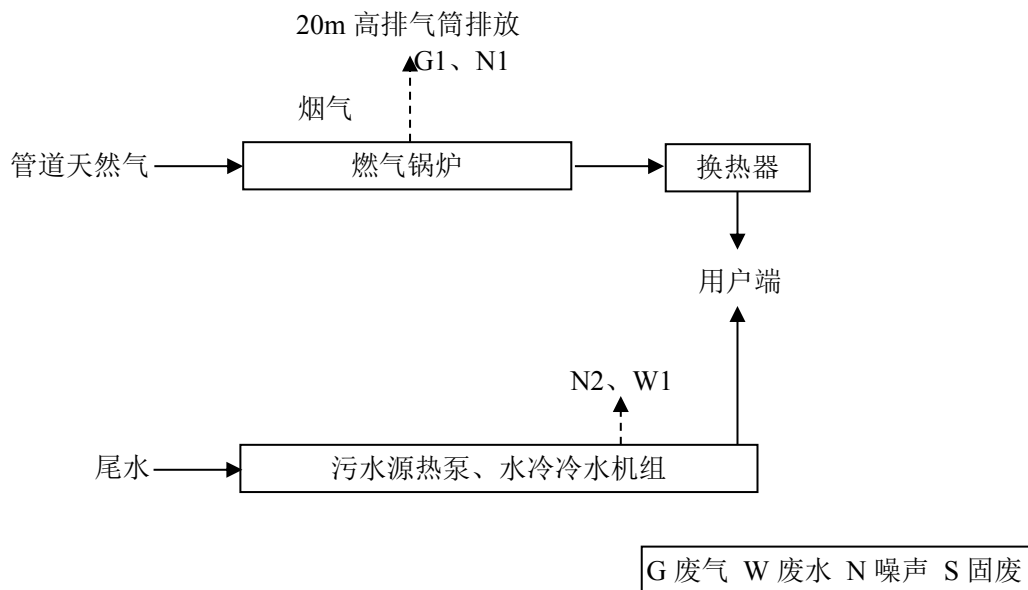 20m 高排气筒排放
G1、N1
烟气
管道天然气
燃气锅炉
换热器
用户端
N2、W1
尾水
污水源热泵、水冷冷水机组
G 废气 W 废水 N 噪声 S 固废